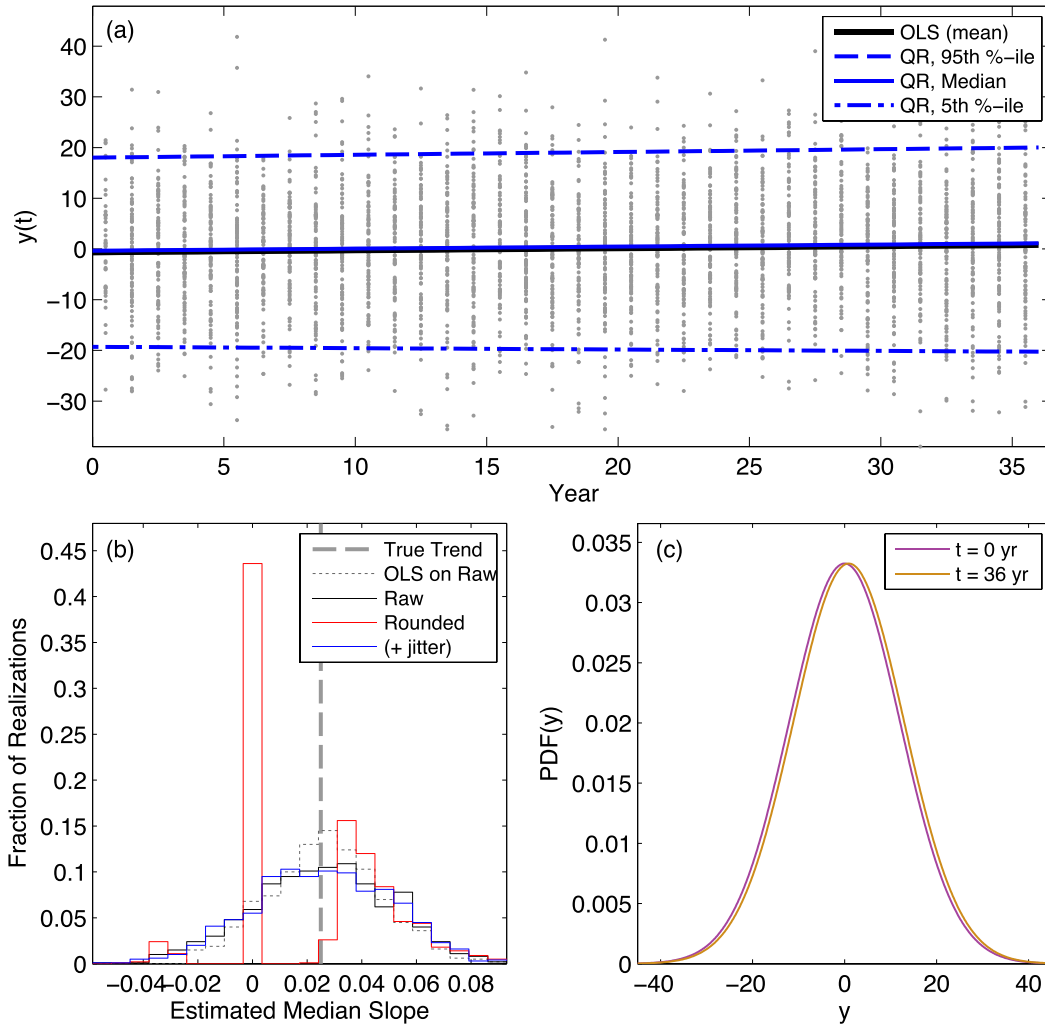 (a)
OLS (mean)
QR, 95th %-ile
QR, Median
QR, 5th %-ile
40
30
20
10
0
−10
−20
−30
y(t)
0 5 10 15 20 25 30 35
Year
(b)
True Trend
OLS on Raw
Raw
Rounded
(+ jitter)
0.45
0.4
0.35
0.3
0.25
0.2
0.15
0.1
0.05
0
Fraction of Realizations
−0.04 −0.02 0 0.02 0.04 0.06 0.08
Estimated Median Slope
(c)
t = 0 yr
t = 36 yr
0.035
0.03
0.025
0.02
0.015
0.01
0.005
0
PDF(y)
−40 −20 0 20 40
y